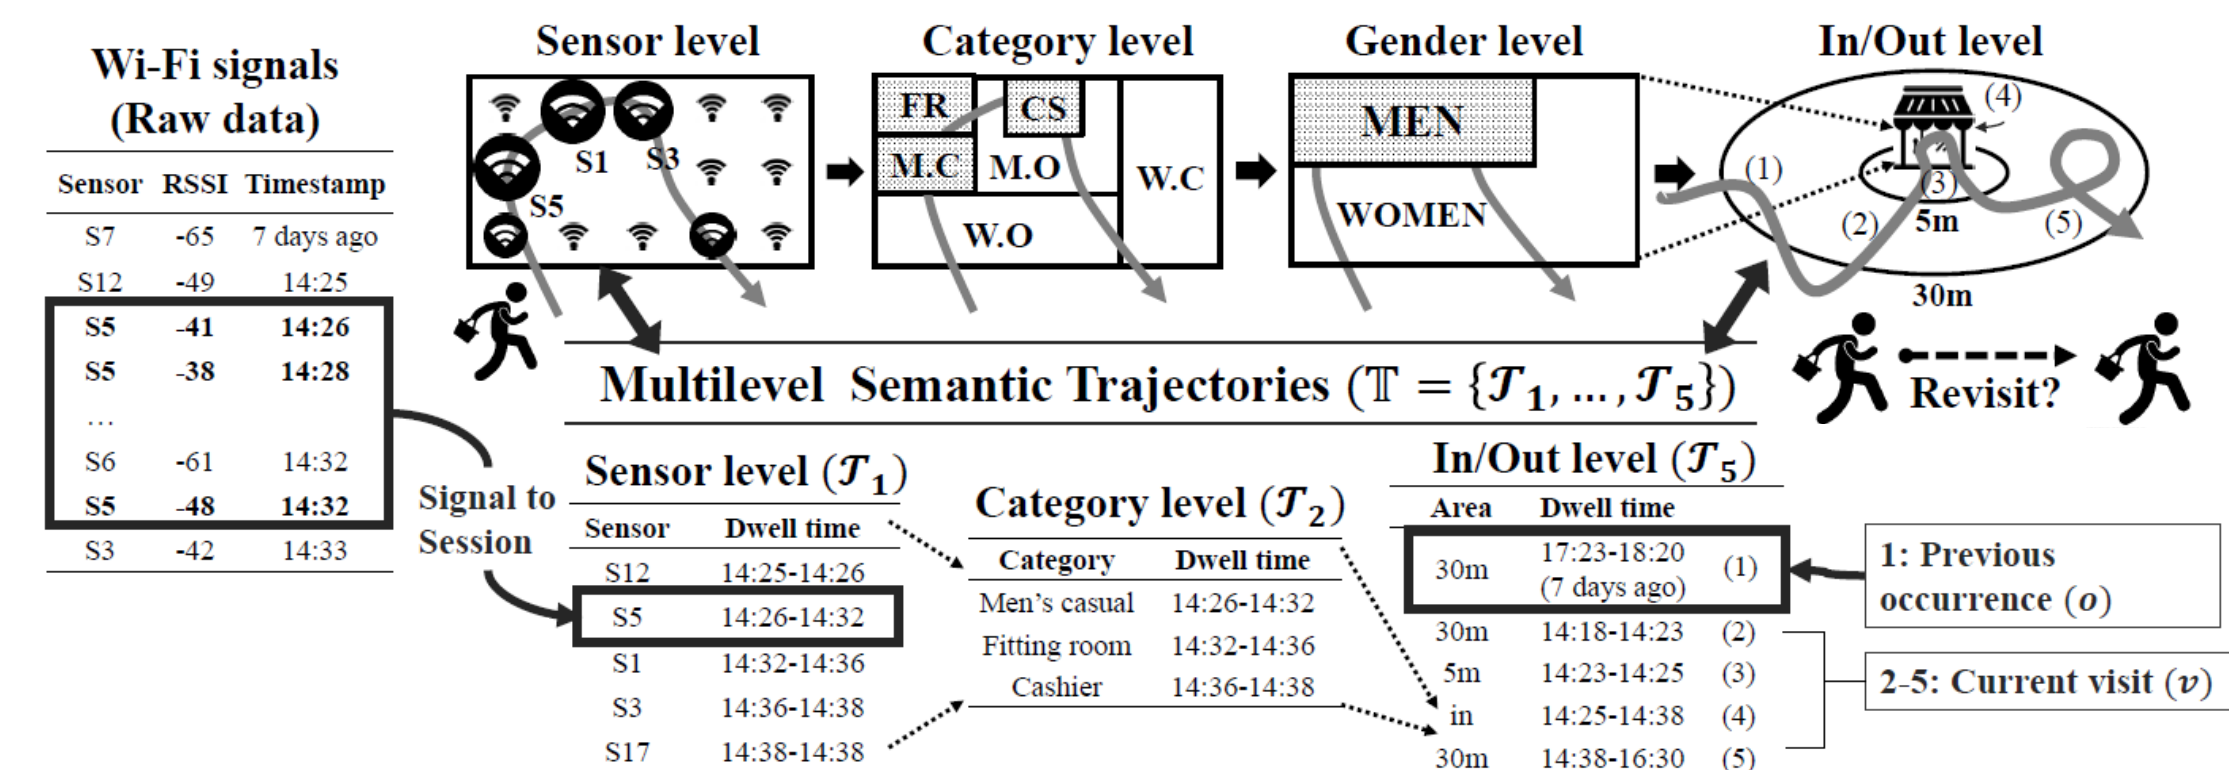 Wi-Fi signals
(Raw data)
Sensor RSSI Timestamp
S7 -65 7 days ago
S12 -49 14:25
S5 -41 14:26
S5 -38 14:28
...
S6 -61 14:32
S5 -48 14:32
S3 -42 14:33
Signal to
Session
Sensor level
S1
S3
S5
Category level
FR
CS
M.C
M.O
W.C
W.O
Gender level
MEN
WOMEN
In/Out level
(4)
(1)
(3)
(2)
5m
(5)
30m
Revisit?
Multilevel Semantic Trajectories (𝕋 = {𝒯₁, ... , 𝒯₅})
Sensor level (𝒯₁)
Sensor Dwell time
S12 14:25-14:26
S5 14:26-14:32
S1 14:32-14:36
S3 14:36-14:38
S17 14:38-14:38
Category level (𝒯₂)
Category Dwell time
Men's casual 14:26-14:32
Fitting room 14:32-14:36
Cashier 14:36-14:38
In/Out level (𝒯₅)
Area Dwell time
30m 17:23-18:20 (1)
(7 days ago)
30m 14:18-14:23 (2)
5m 14:23-14:25 (3)
in 14:25-14:38 (4)
30m 14:38-16:30 (5)
1: Previous
occurrence (o)
2-5: Current visit (v)